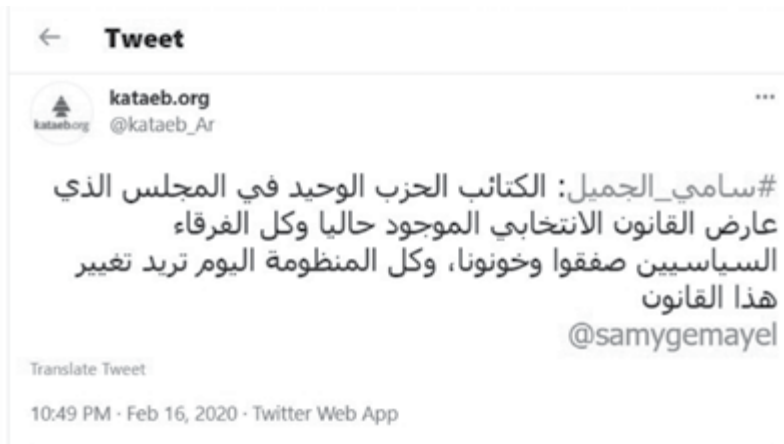 ← Tweet
kataeb.org
kataeb.org
@kataeb_Ar
#سامي_الجميل: الكتائب الحزب الوحيد في المجلس الذي
عارض القانون الانتخابي الموجود حاليا وكل الفرقاء
السياسيين صفقوا وخونونا، وكل المنظومة اليوم تريد تغيير
هذا القانون
@samygemayel
Translate Tweet
10:49 PM · Feb 16, 2020 · Twitter Web App